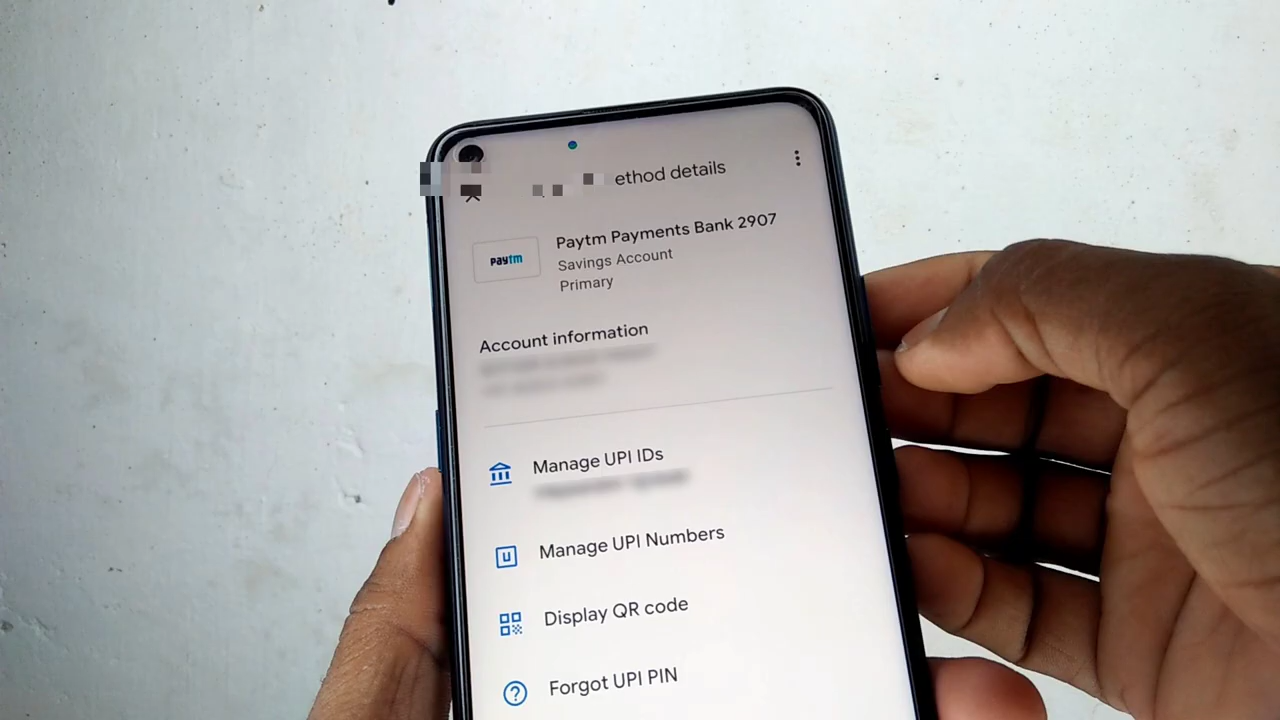 ethod details
paytm
Paytm Payments Bank 2907
Savings Account
Primary
Account information
Manage UPI IDs
Manage UPI Numbers
Display QR code
Forgot UPI PIN